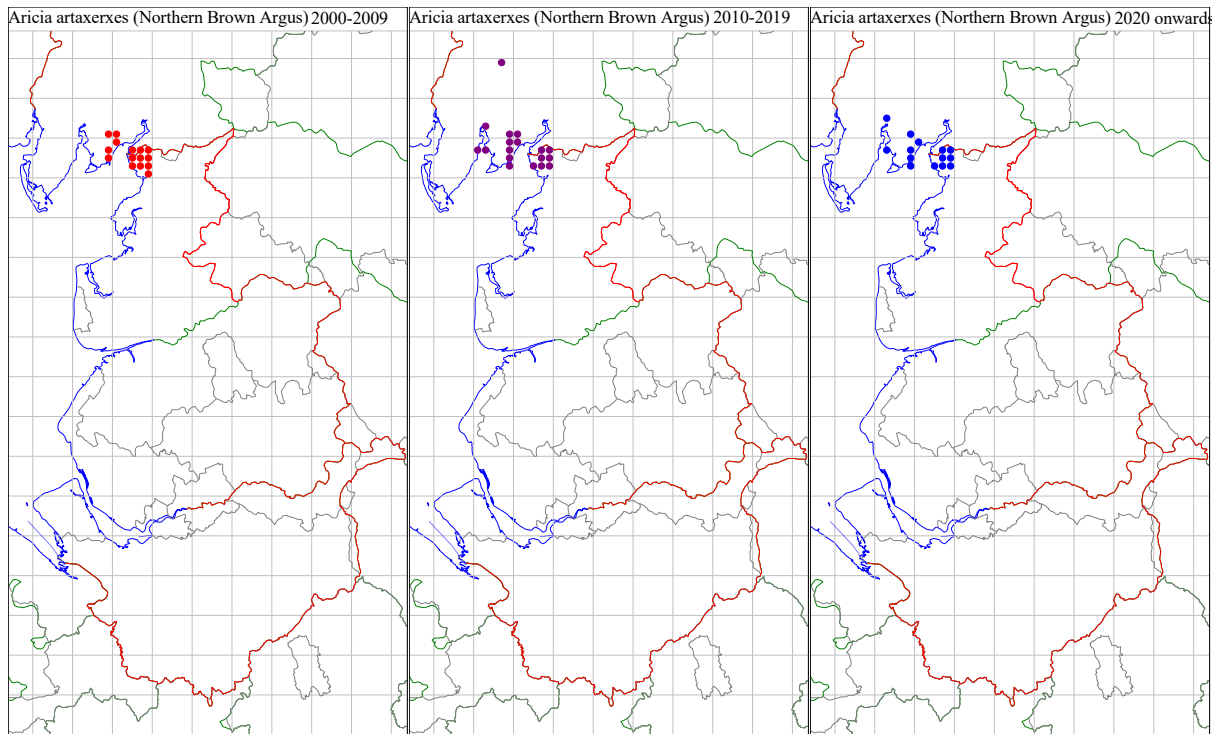 Aricia artaxerxes (Northern Brown Argus) 2000-2009
Aricia artaxerxes (Northern Brown Argus) 2010-2019
Aricia artaxerxes (Northern Brown Argus) 2020 onwards